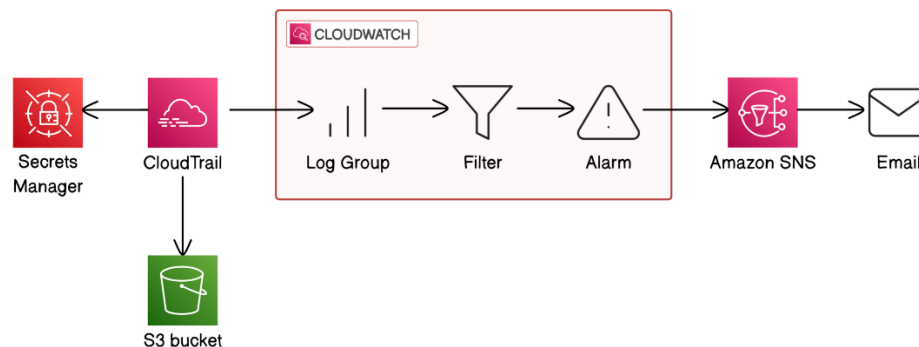 CLOUDWATCH
Secrets
Manager
CloudTrail
Log Group
Filter
Alarm
Amazon SNS
Email
S3 bucket